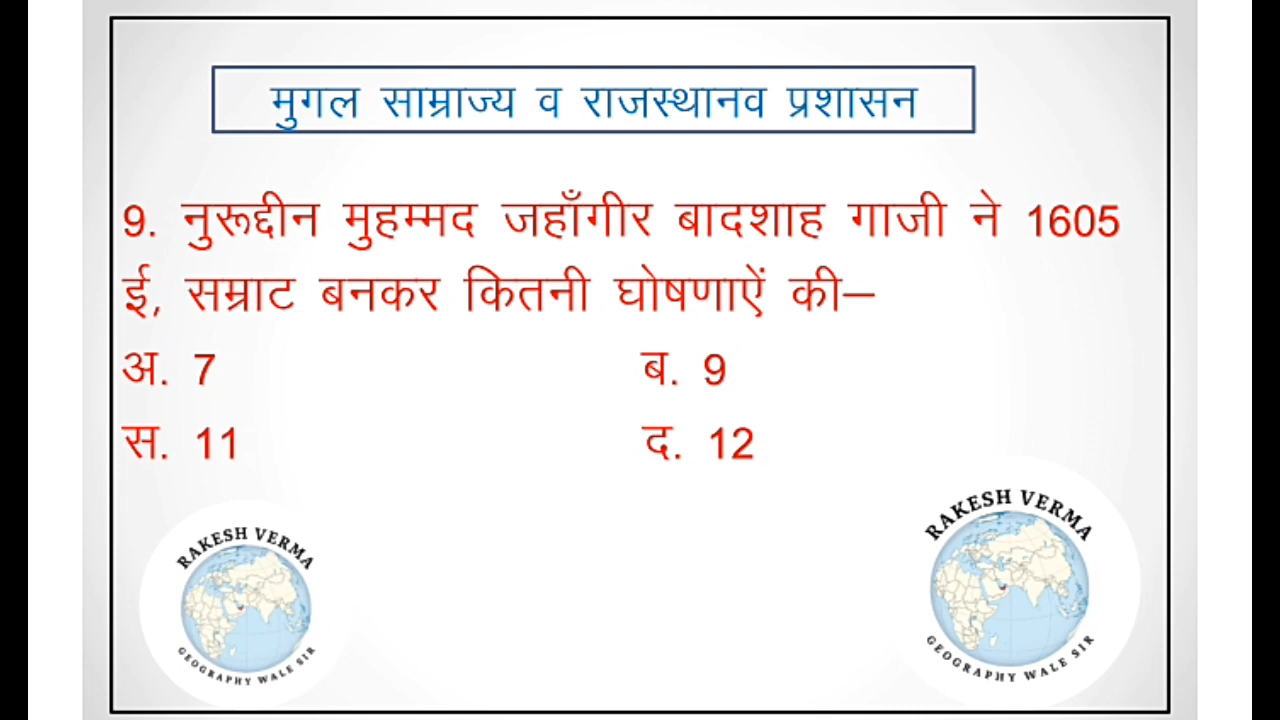 मुगल साम्राज्य व राजस्थानव प्रशासन
9. नुरूद्दीन मुहम्मद जहाँगीर बादशाह गाजी ने 1605
ई, सम्राट बनकर कितनी घोषणाऐं की–
अ. 7 ब. 9
स. 11 द. 12
RAKESH VERMA
GEOGRAPHY WALE SIR
RAKESH VERMA
GEOGRAPHY WALE SIR